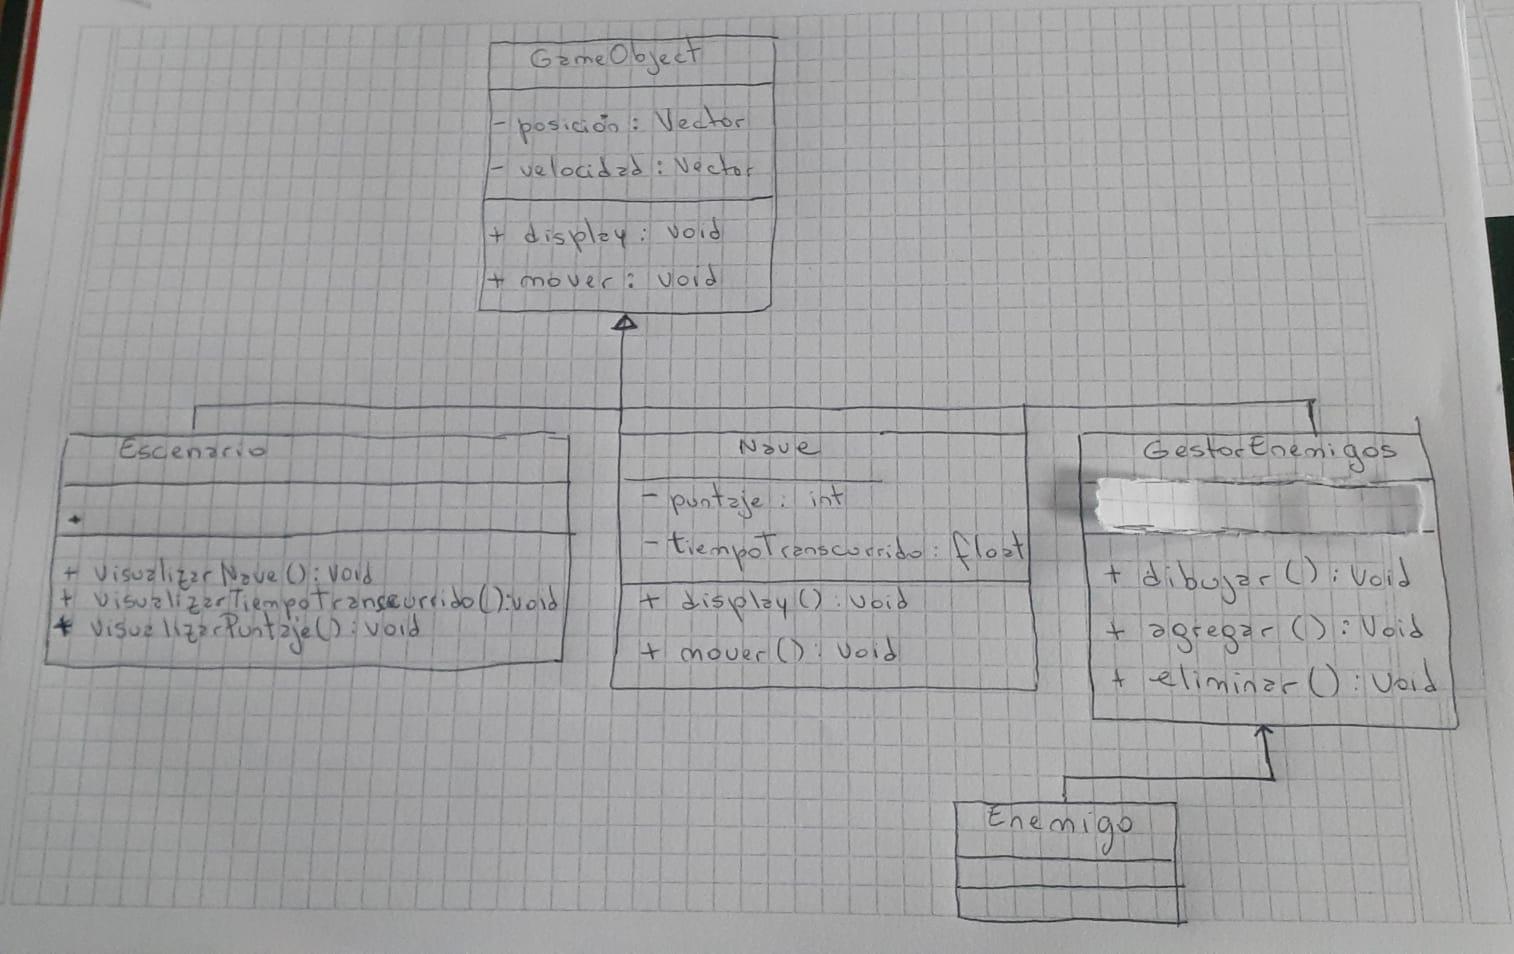 GameObject
- posición : Vector
- velocidad : Vector
+ display : void
+ mover : void
Escenario
+ visualizarNave() : void
+ visualizarTiempoTranscurrido() : void
+ visualizarPuntaje() : void
Nave
- puntaje : int
- tiempoTranscurrido : float
+ display() : void
+ mover() : void
GestorEnemigos
+ dibujar() : void
+ agregar() : void
+ eliminar() : void
Enemigo